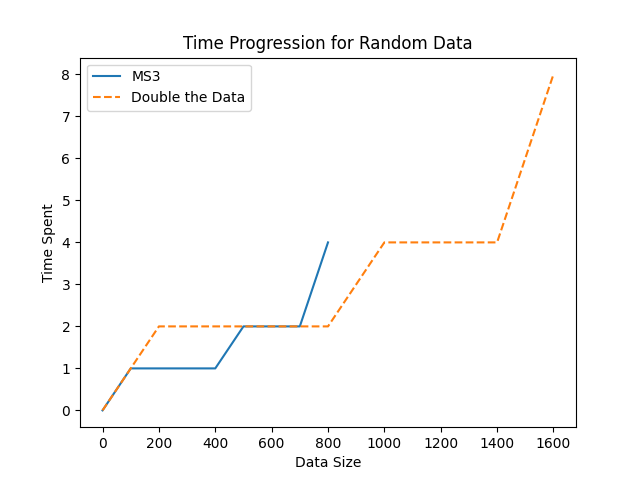 Time Progression for Random Data
MS3
Double the Data
8
7
6
5
4
3
2
1
0
Time Spent
0 200 400 600 800 1000 1200 1400 1600
Data Size